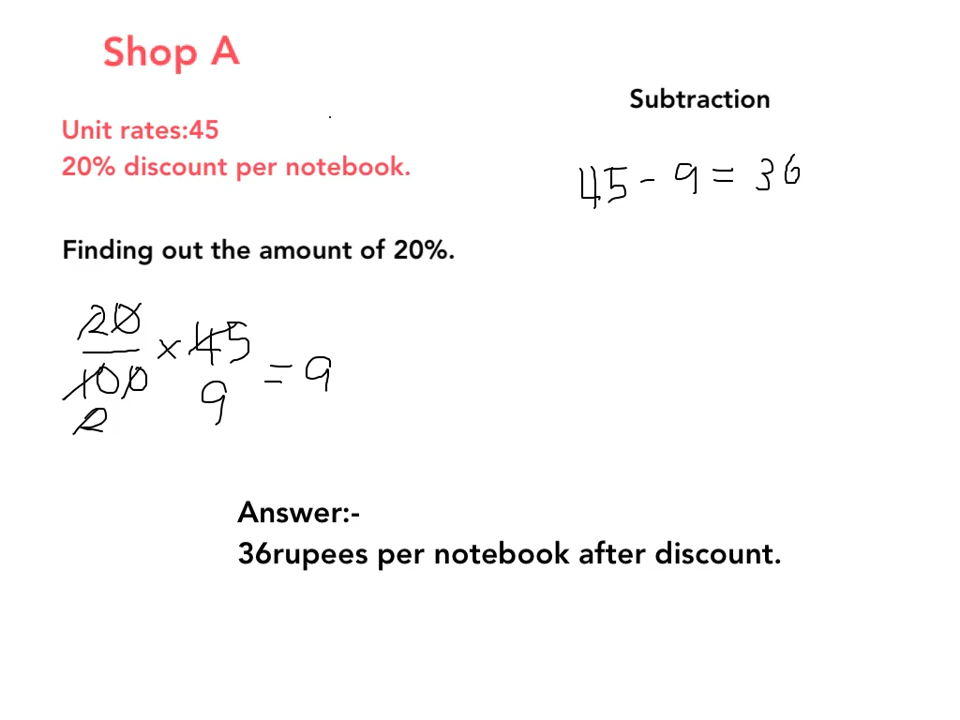 Shop A
Unit rates:45
20% discount per notebook.
Finding out the amount of 20%.
20/100 × 45 = 9
2 9
Subtraction
45 - 9 = 36
Answer:-
36rupees per notebook after discount.